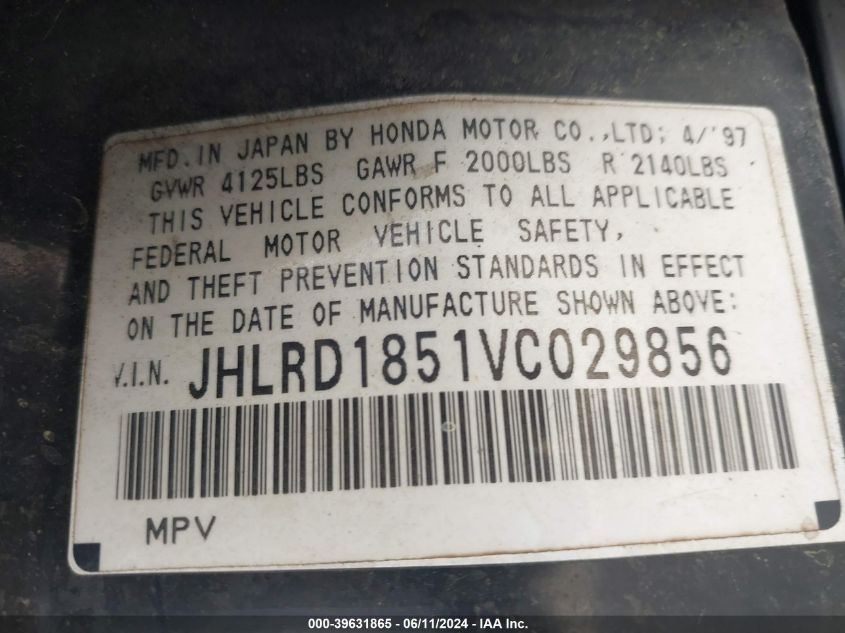 MFD. IN JAPAN BY HONDA MOTOR CO.,LTD; 4/'97
GVWR 4125LBS GAWR F 2000LBS R 2140LBS
THIS VEHICLE CONFORMS TO ALL APPLICABLE
FEDERAL MOTOR VEHICLE SAFETY,
AND THEFT PREVENTION STANDARDS IN EFFECT
ON THE DATE OF MANUFACTURE SHOWN ABOVE:
V.I.N. JHLRD1851VC029856
MPV
000-39631865 - 06/11/2024 - IAA Inc.